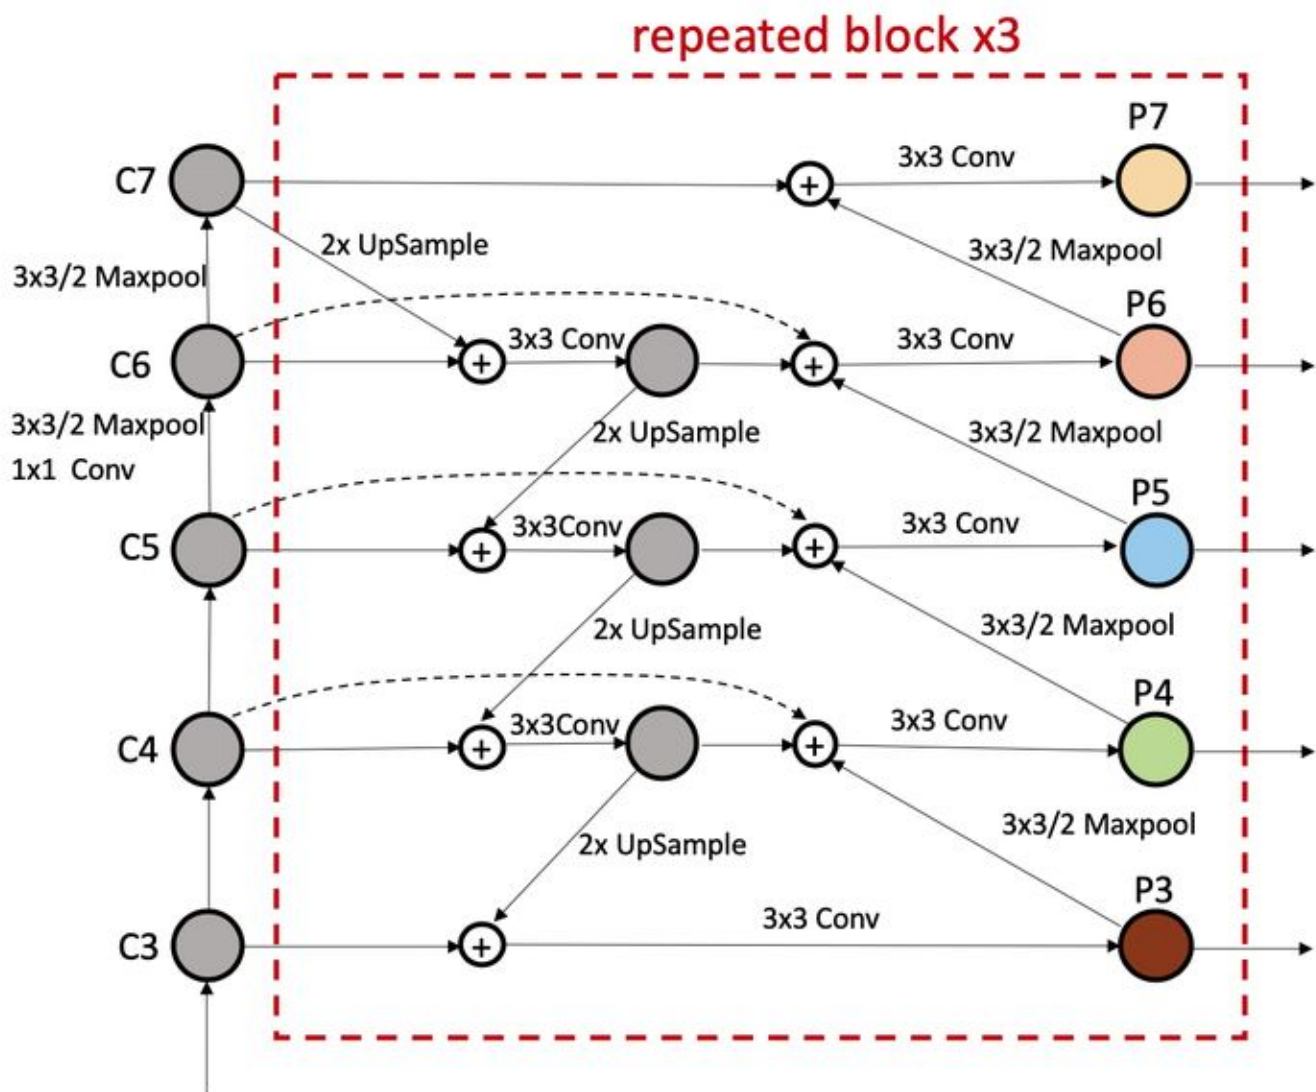 repeated block x3
P7
3x3 Conv
C7
2x UpSample
3x3/2 Maxpool
3x3/2 Maxpool
P6
3x3 Conv
3x3 Conv
C6
3x3/2 Maxpool
1x1 Conv
2x UpSample
3x3/2 Maxpool
P5
3x3Conv
3x3 Conv
C5
2x UpSample
3x3/2 Maxpool
P4
3x3Conv
3x3 Conv
C4
2x UpSample
3x3/2 Maxpool
P3
3x3 Conv
C3